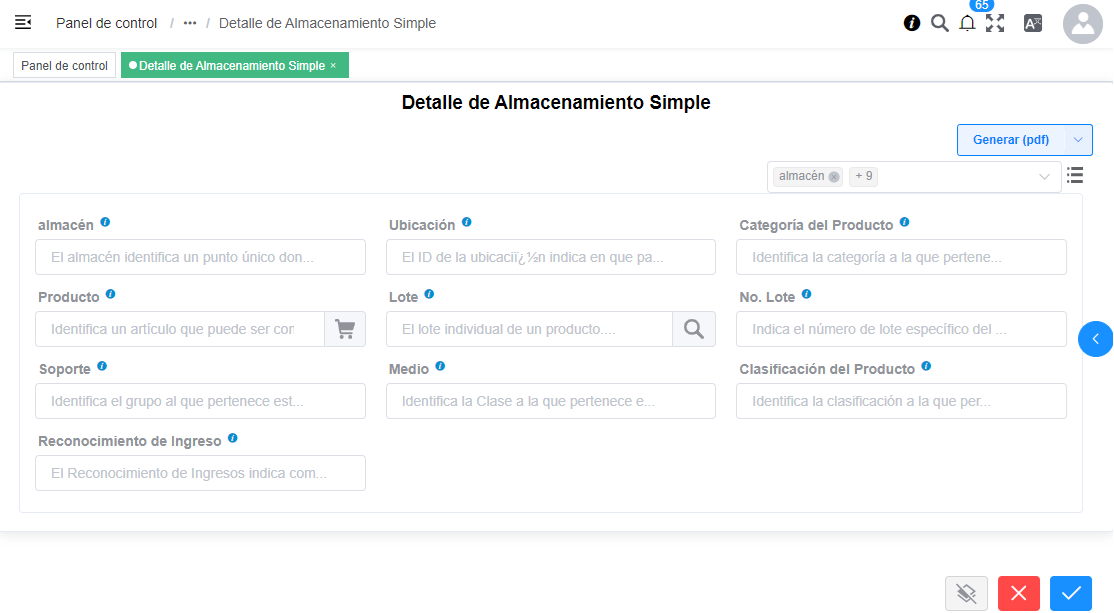 Panel de control / ••• / Detalle de Almacenamiento Simple
65
Panel de control
Detalle de Almacenamiento Simple ×
Detalle de Almacenamiento Simple
Generar (pdf)
almacén + 9
almacén
El almacén identifica un punto único don...
Ubicación
El ID de la ubicaciï¿½n indica en que pa...
Categoría del Producto
Identifica la categoría a la que pertene...
Producto
Identifica un artículo que puede ser cor
Lote
El lote individual de un producto....
No. Lote
Indica el número de lote específico del ...
Soporte
Identifica el grupo al que pertenece est...
Medio
Identifica la Clase a la que pertenece e...
Clasificación del Producto
Identifica la clasificación a la que per...
Reconocimiento de Ingreso
El Reconocimiento de Ingresos indica com...